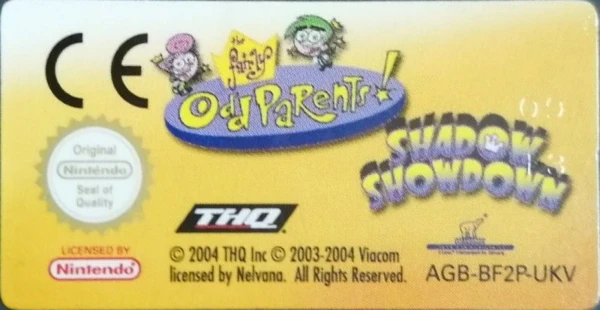 CE
the
fairly
OddParents!
SHADOW
SHOWDOWN
Original
Nintendo
Seal of
Quality
THQ
LICENSED BY
Nintendo
© 2004 THQ Inc © 2003-2004 Viacom
licensed by Nelvana. All Rights Reserved.
AGB-BF2P-UKV